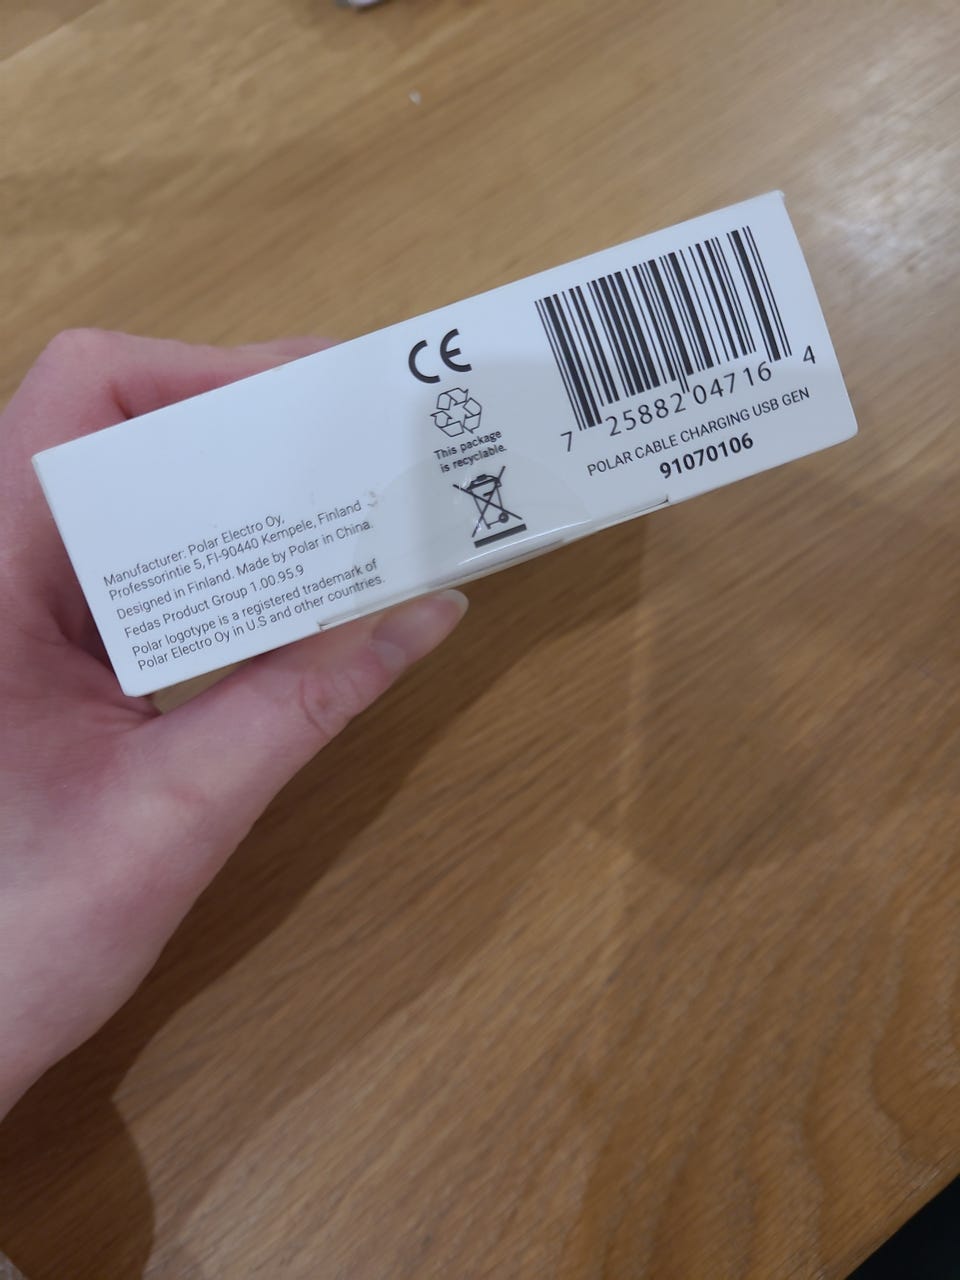 CE
This package
is recyclable.
Manufacturer: Polar Electro Oy,
Professorintie 5, FI-90440 Kempele, Finland
Designed in Finland. Made by Polar in China.
Fedas Product Group 1.00.95.9
Polar logotype is a registered trademark of
Polar Electro Oy in U.S and other countries.
7 25882 04716 4
POLAR CABLE CHARGING USB GEN
91070106